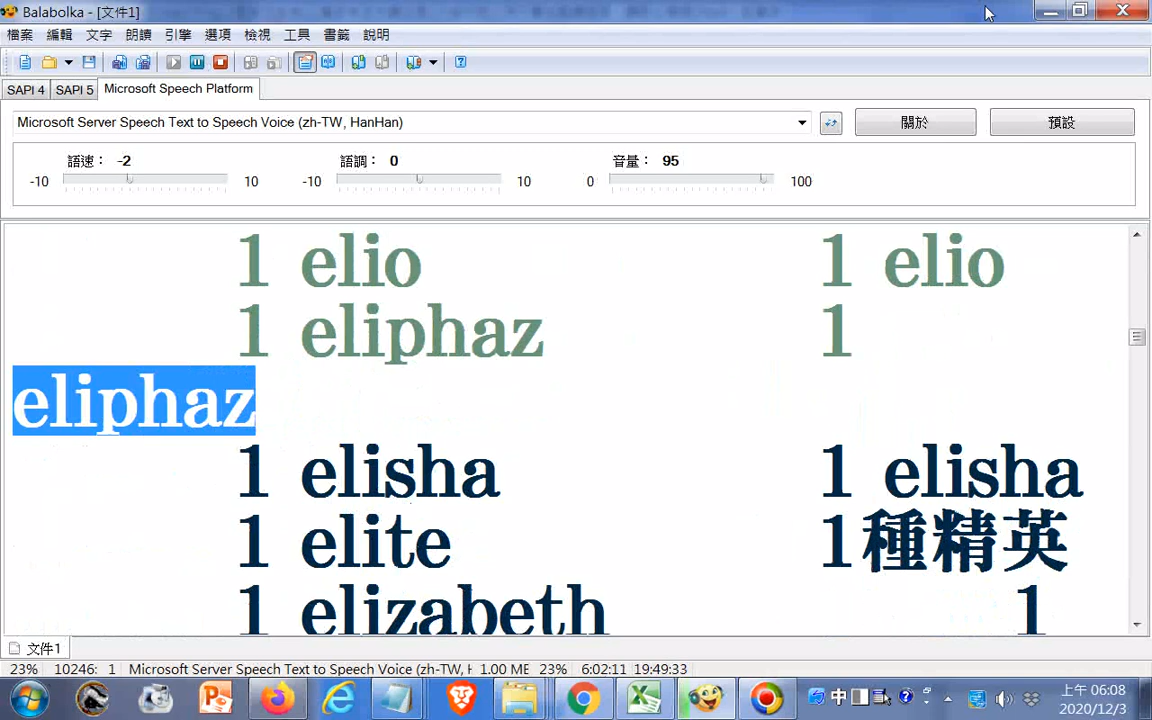 Balabolka - [文件1]
檔案 編輯 文字 朗讀 引擎 選項 檢視 工具 書籤 說明
SAPI 4 SAPI 5 Microsoft Speech Platform
Microsoft Server Speech Text to Speech Voice (zh-TW, HanHan) 關於 預設
語速： -2 語調： 0 音量： 95
-10 10 -10 10 0 100
1 elio 1 elio
1 eliphaz 1
eliphaz
1 elisha 1 elisha
1 elite 1種精英
1 elizabeth 1
文件1
23% 10246: 1 Microsoft Server Speech Text to Speech Voice (zh-TW, 1.00 ME 23% 6:02:11 19:49:33
中 上午 06:08
2020/12/3